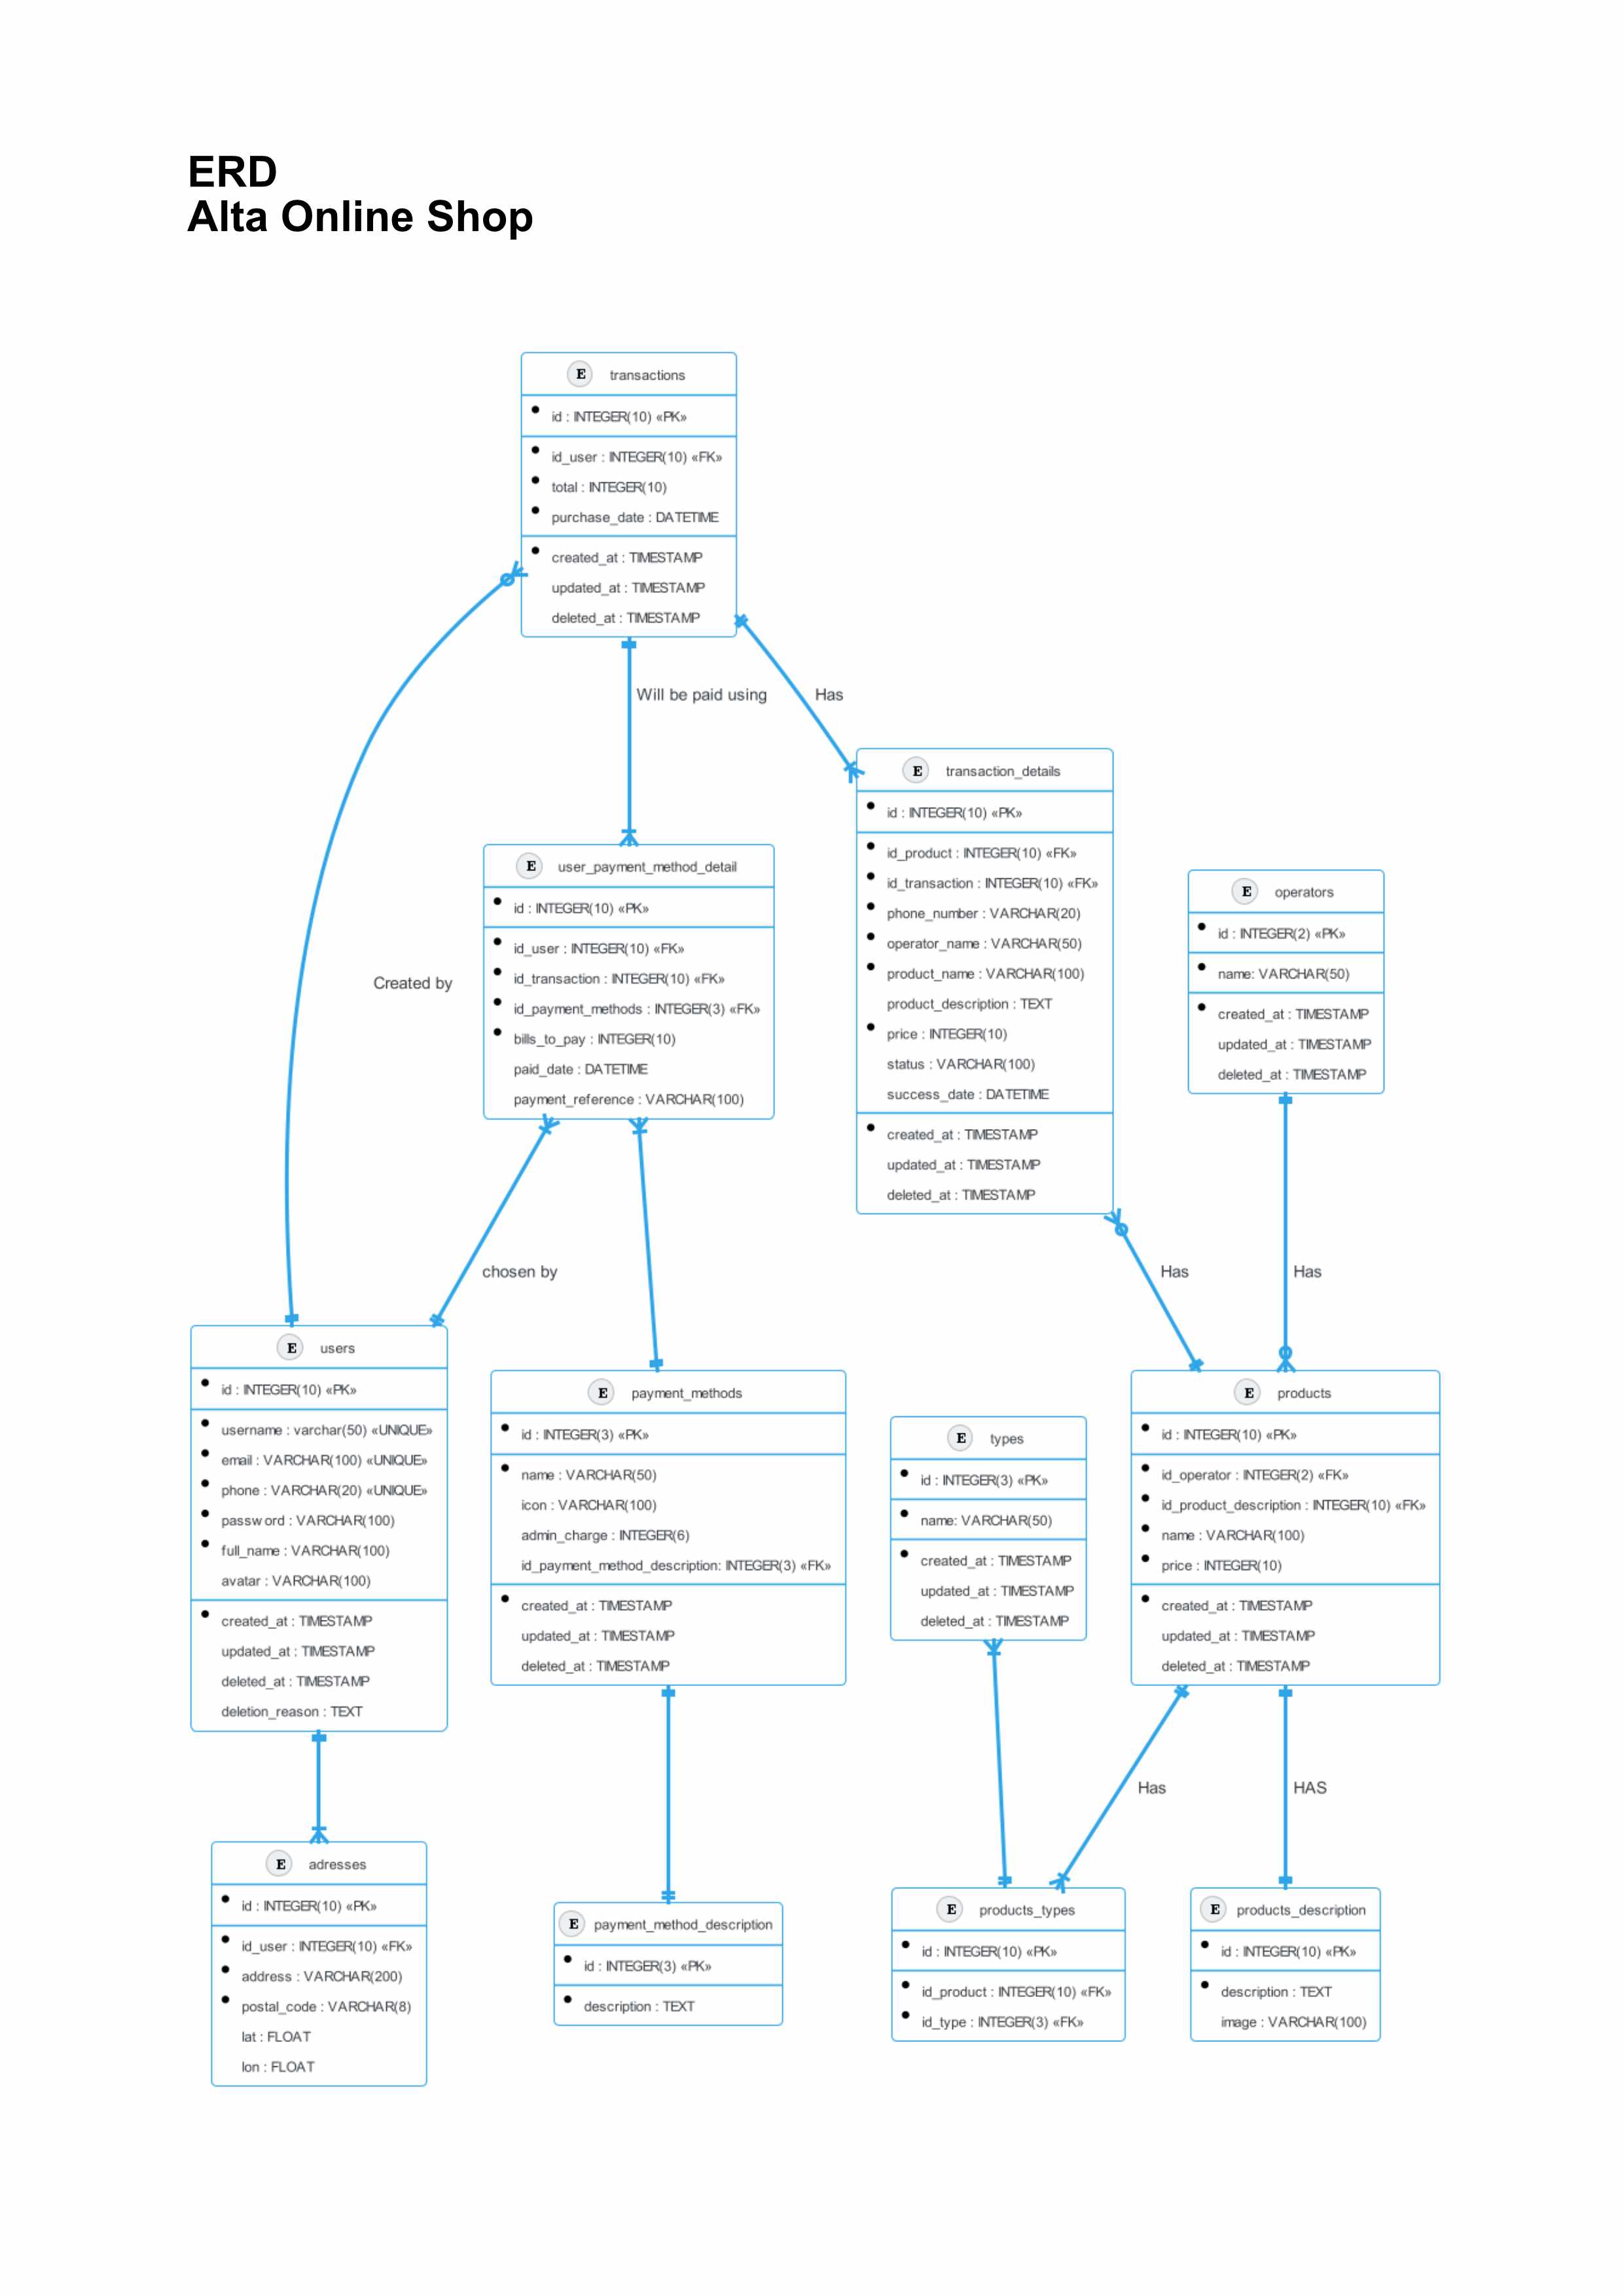 ERD
Alta Online Shop
E transactions
id : INTEGER(10) «PK»
id_user : INTEGER(10) «FK»
total : INTEGER(10)
purchase_date : DATETIME
created_at : TIMESTAMP
updated_at : TIMESTAMP
deleted_at : TIMESTAMP
Will be paid using
Has
E transaction_details
id : INTEGER(10) «PK»
id_product : INTEGER(10) «FK»
id_transaction : INTEGER(10) «FK»
phone_number : VARCHAR(20)
operator_name : VARCHAR(50)
product_name : VARCHAR(100)
product_description : TEXT
price : INTEGER(10)
status : VARCHAR(100)
success_date : DATETIME
created_at : TIMESTAMP
updated_at : TIMESTAMP
deleted_at : TIMESTAMP
E user_payment_method_detail
id : INTEGER(10) «PK»
id_user : INTEGER(10) «FK»
id_transaction : INTEGER(10) «FK»
id_payment_methods : INTEGER(3) «FK»
bills_to_pay : INTEGER(10)
paid_date : DATETIME
payment_reference : VARCHAR(100)
E operators
id : INTEGER(2) «PK»
name: VARCHAR(50)
created_at : TIMESTAMP
updated_at : TIMESTAMP
deleted_at : TIMESTAMP
Created by
chosen by
Has
Has
E users
id : INTEGER(10) «PK»
username : varchar(50) «UNIQUE»
email : VARCHAR(100) «UNIQUE»
phone : VARCHAR(20) «UNIQUE»
password : VARCHAR(100)
full_name : VARCHAR(100)
avatar : VARCHAR(100)
created_at : TIMESTAMP
updated_at : TIMESTAMP
deleted_at : TIMESTAMP
deletion_reason : TEXT
E payment_methods
id : INTEGER(3) «PK»
name : VARCHAR(50)
icon : VARCHAR(100)
admin_charge : INTEGER(6)
id_payment_method_description: INTEGER(3) «FK»
created_at : TIMESTAMP
updated_at : TIMESTAMP
deleted_at : TIMESTAMP
E types
id : INTEGER(3) «PK»
name: VARCHAR(50)
created_at : TIMESTAMP
updated_at : TIMESTAMP
deleted_at : TIMESTAMP
E products
id : INTEGER(10) «PK»
id_operator : INTEGER(2) «FK»
id_product_description : INTEGER(10) «FK»
name : VARCHAR(100)
price : INTEGER(10)
created_at : TIMESTAMP
updated_at : TIMESTAMP
deleted_at : TIMESTAMP
Has
HAS
E adresses
id : INTEGER(10) «PK»
id_user : INTEGER(10) «FK»
address : VARCHAR(200)
postal_code : VARCHAR(8)
lat : FLOAT
lon : FLOAT
E payment_method_description
id : INTEGER(3) «PK»
description : TEXT
E products_types
id : INTEGER(10) «PK»
id_product : INTEGER(10) «FK»
id_type : INTEGER(3) «FK»
E products_description
id : INTEGER(10) «PK»
description : TEXT
image : VARCHAR(100)